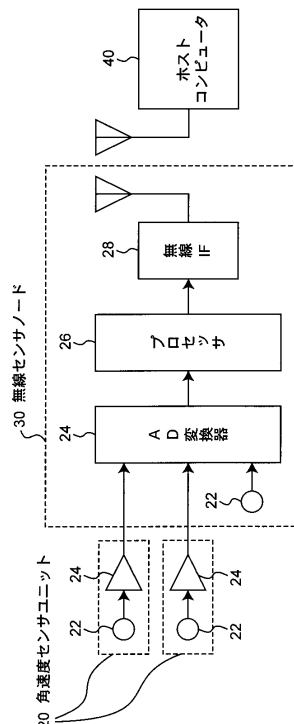 20 角速度センサユニット
22
24
22
24
30 無線センサノード
24
AD変換器
22
26
プロセッサ
28
無線
IF
40
ホスト
コンピュータ